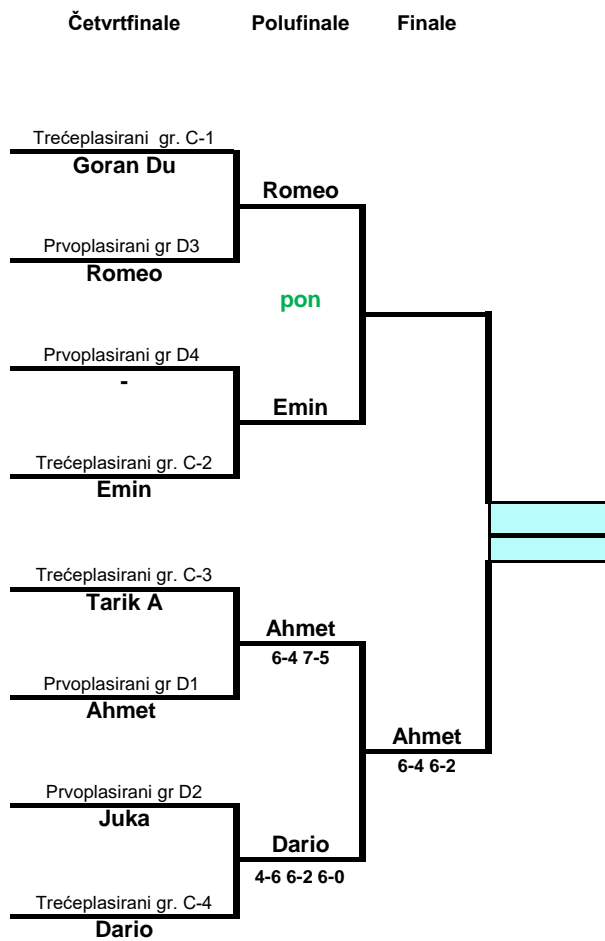 Četvrtfinale Polufinale Finale
Trećeplasirani gr. C-1
Goran Du
Romeo
Prvoplasirani gr D3
Romeo
pon
Prvoplasirani gr D4
-
Emin
Trećeplasirani gr. C-2
Emin
Trećeplasirani gr. C-3
Tarik A
Ahmet
6-4 7-5
Prvoplasirani gr D1
Ahmet
Ahmet
6-4 6-2
Prvoplasirani gr D2
Juka
Dario
4-6 6-2 6-0
Trećeplasirani gr. C-4
Dario